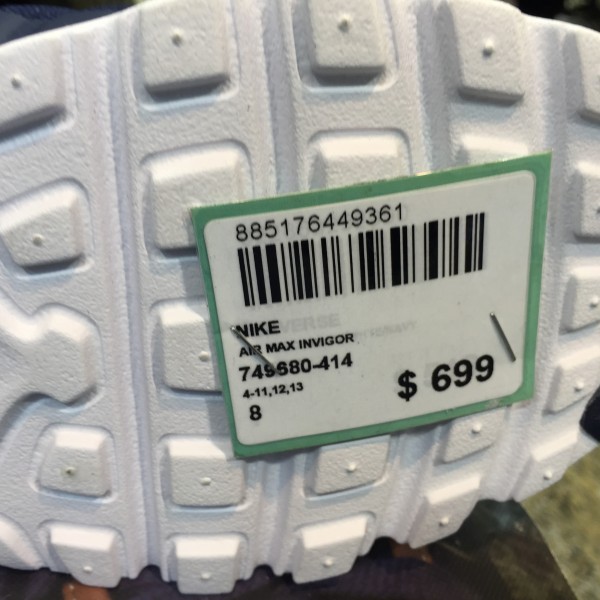 885176449361
NIKE
AIR MAX INVIGOR
749680-414
4-11,12,13
8
$ 699